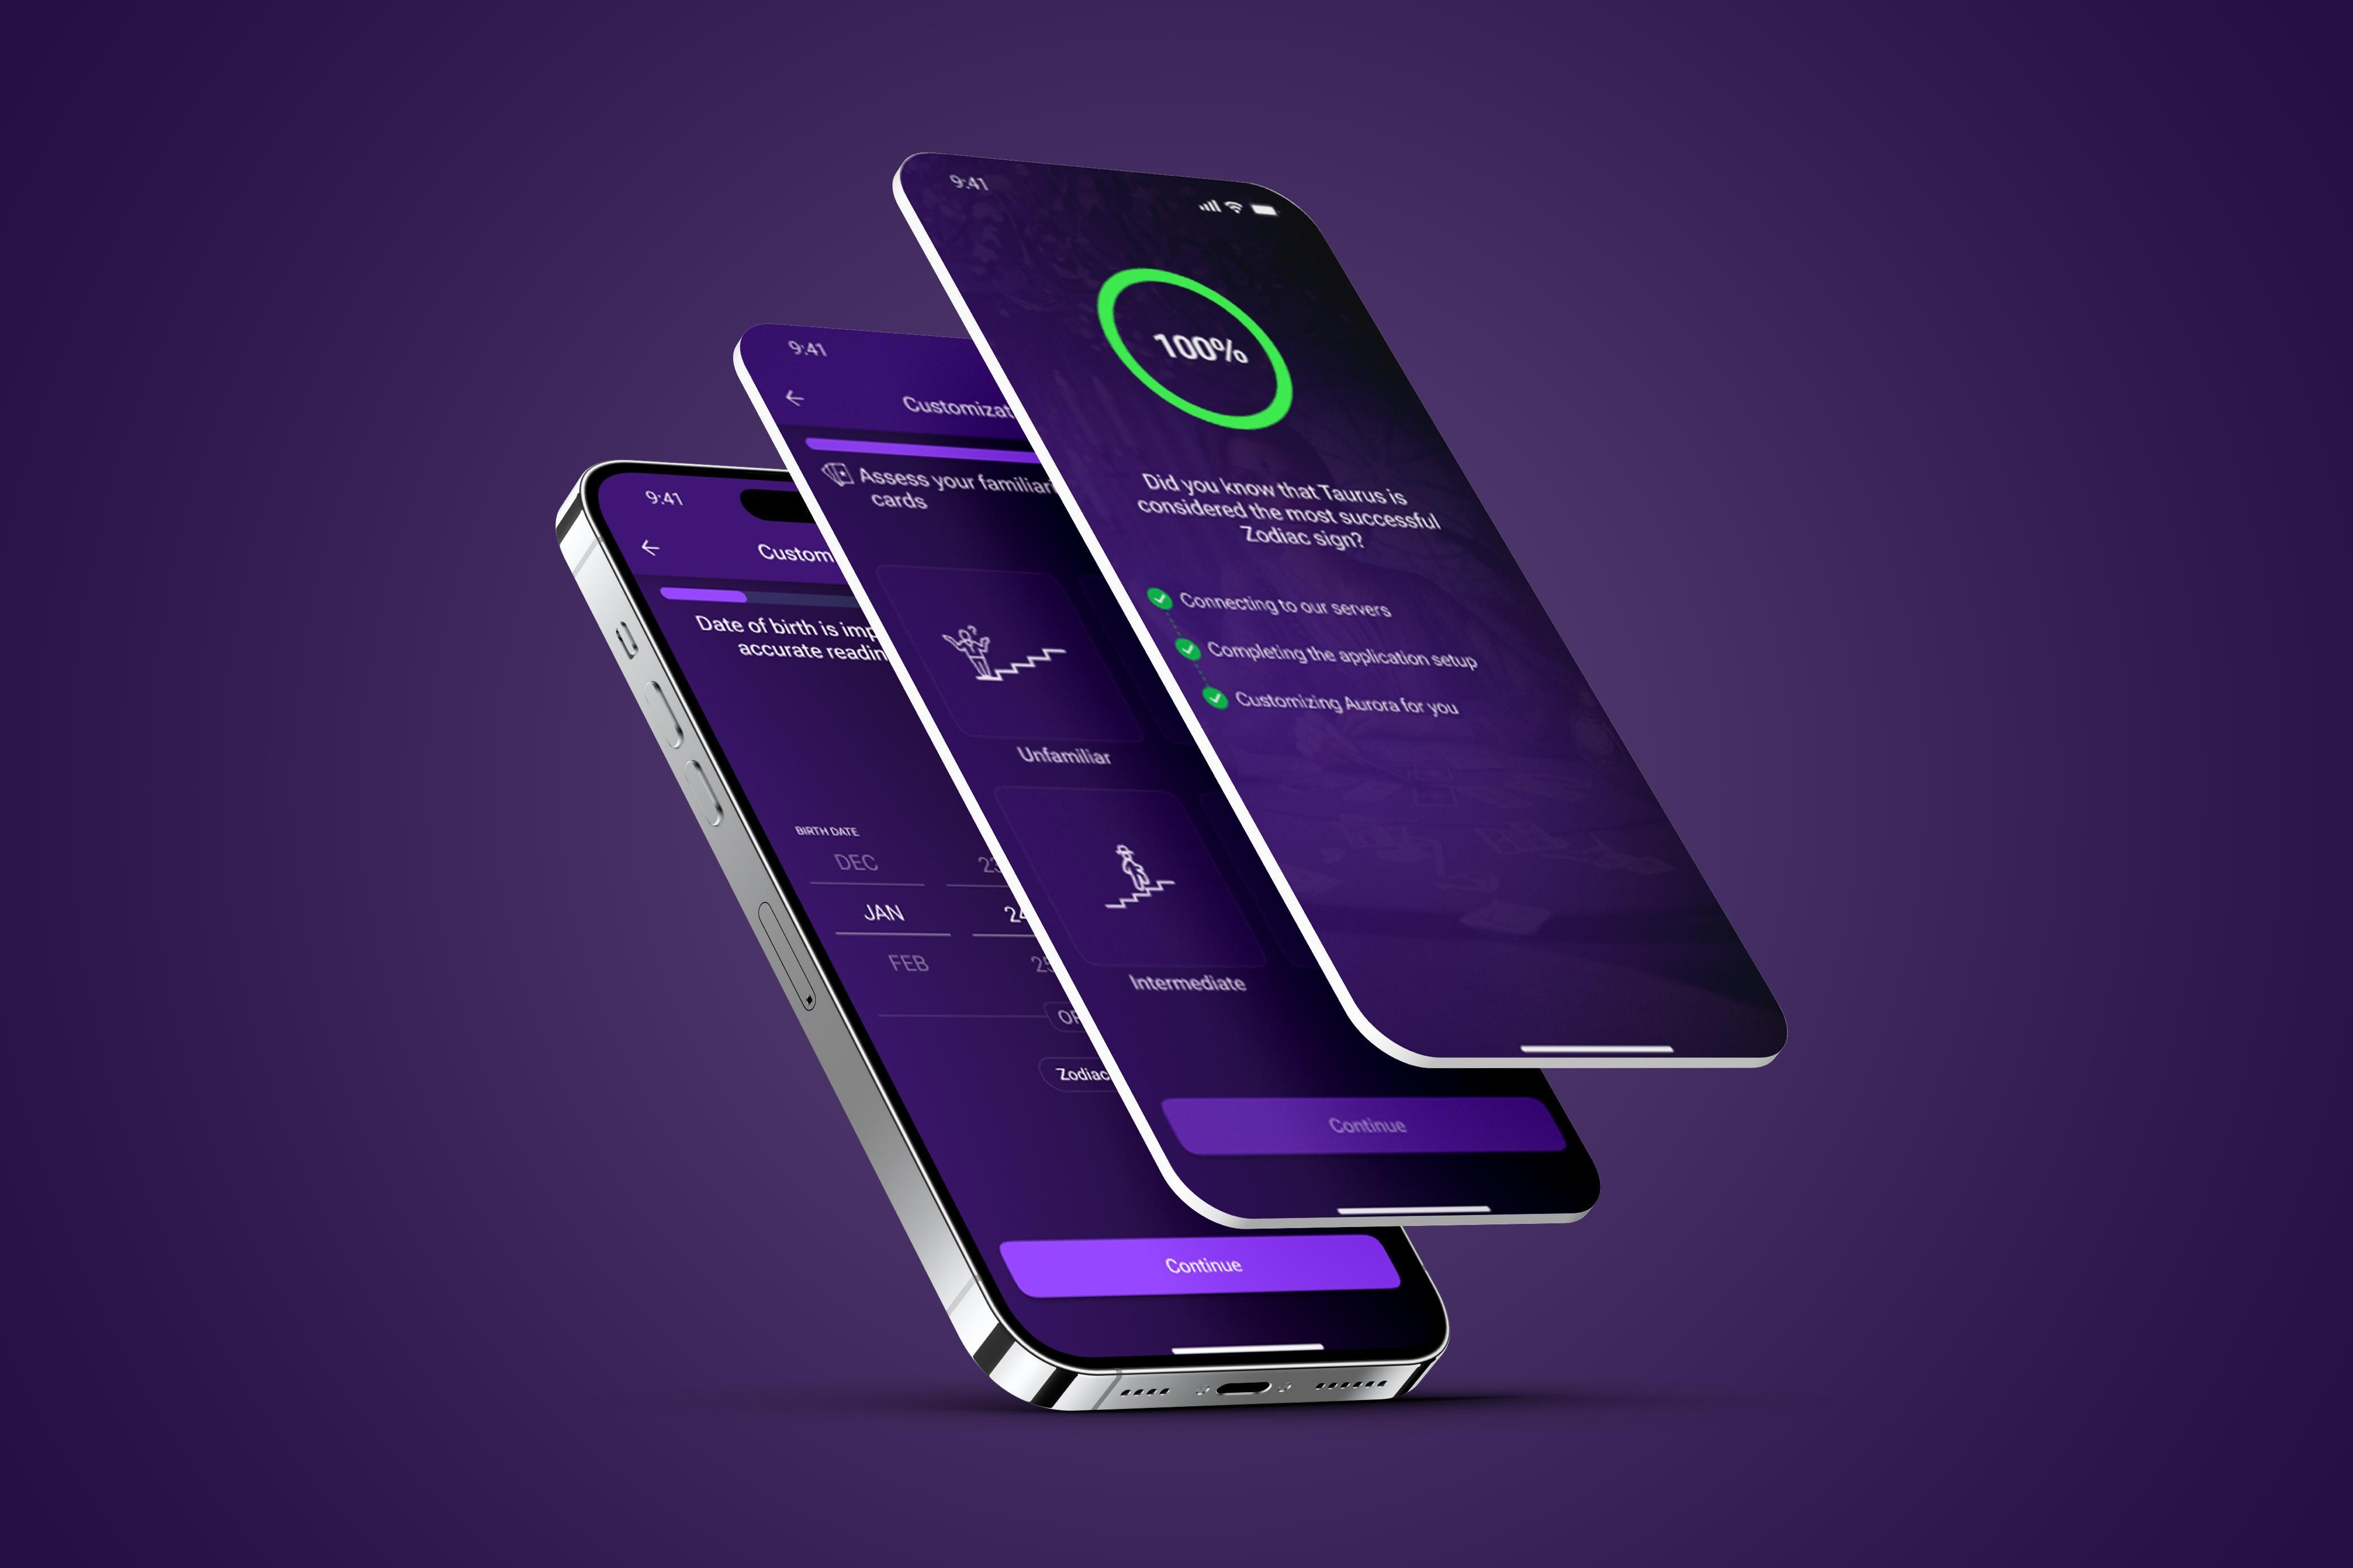 9:41
100%
Did you know that Taurus is
considered the most successful
Zodiac sign?
Connecting to our servers
Completing the application setup
Customizing Aurora for you
9:41
Customizat
Assess your familiar
cards
Unfamiliar
Intermediate
Continue
9:41
Custom
Date of birth is imp
accurate readin
BIRTH DATE
DEC 23
JAN 24
FEB 25
OR
Zodiac
Continue